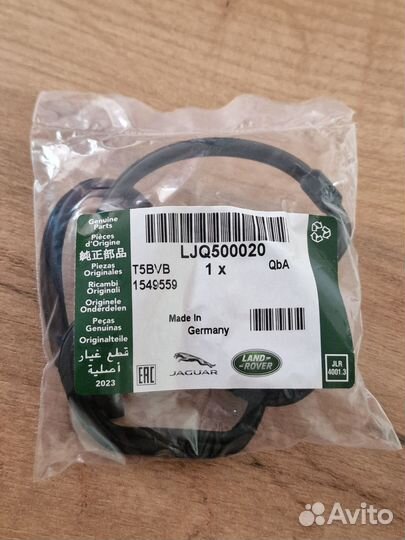 Genuine
Parts
Pièces
d'Origine
純正部品
Piezas
Originales
Ricambi
Originali
Originele
Onderdelen
Peças
Genuinas
Originalteile
قطع غيار
أصلية
2023
LJQ500020
T5BVB 1 x QbA
1549559
Made In
Germany
EAC
JAGUAR
LAND-
ROVER
JLR
4001.3
Avito